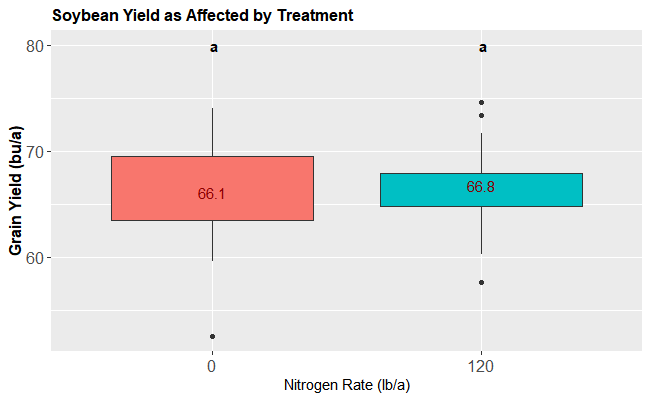 Soybean Yield as Affected by Treatment
80
a
a
70
66.1
66.8
60
Grain Yield (bu/a)
0
120
Nitrogen Rate (lb/a)